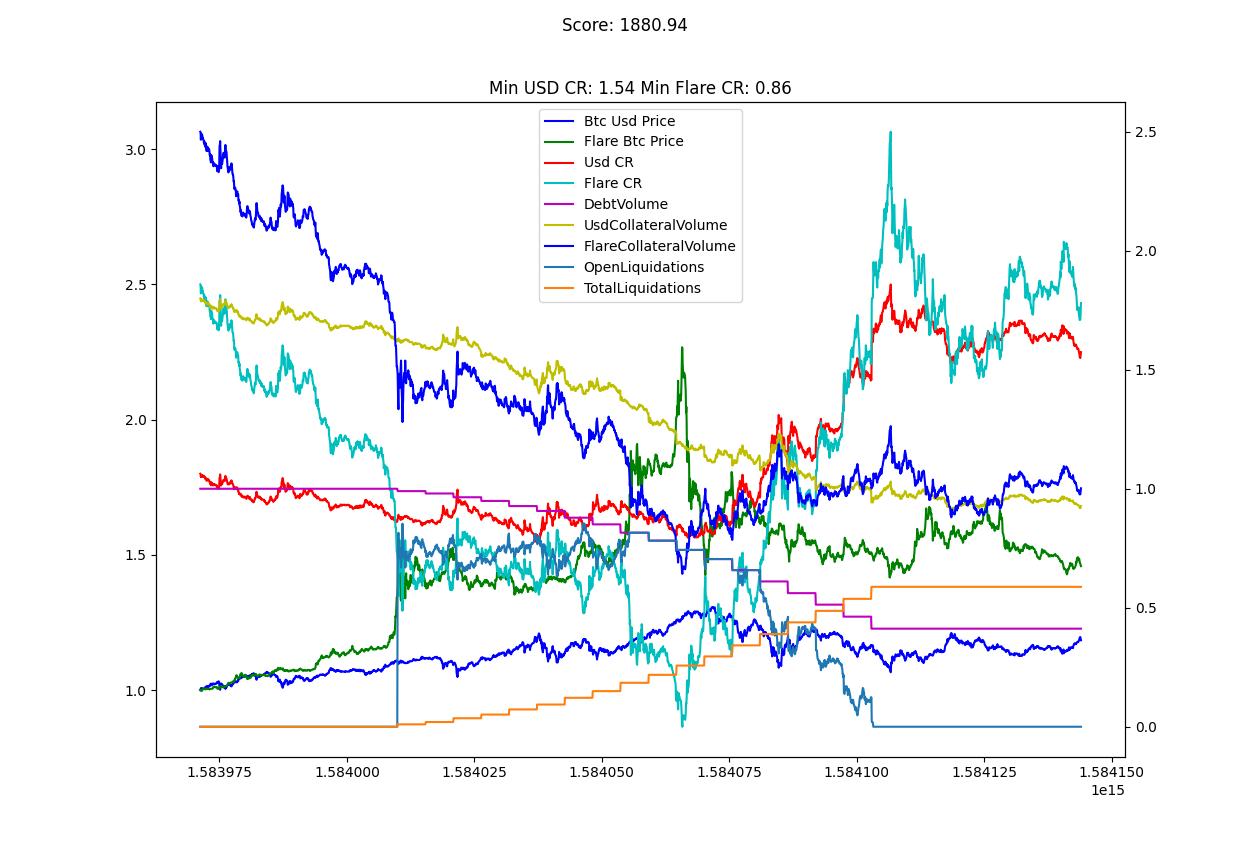 Score: 1880.94
Min USD CR: 1.54 Min Flare CR: 0.86
Btc Usd Price
Flare Btc Price
Usd CR
Flare CR
DebtVolume
UsdCollateralVolume
FlareCollateralVolume
OpenLiquidations
TotalLiquidations
3.0
2.5
2.0
1.5
1.0
2.5
2.0
1.5
1.0
0.5
0.0
1.583975 1.584000 1.584025 1.584050 1.584075 1.584100 1.584125 1.584150
1e15